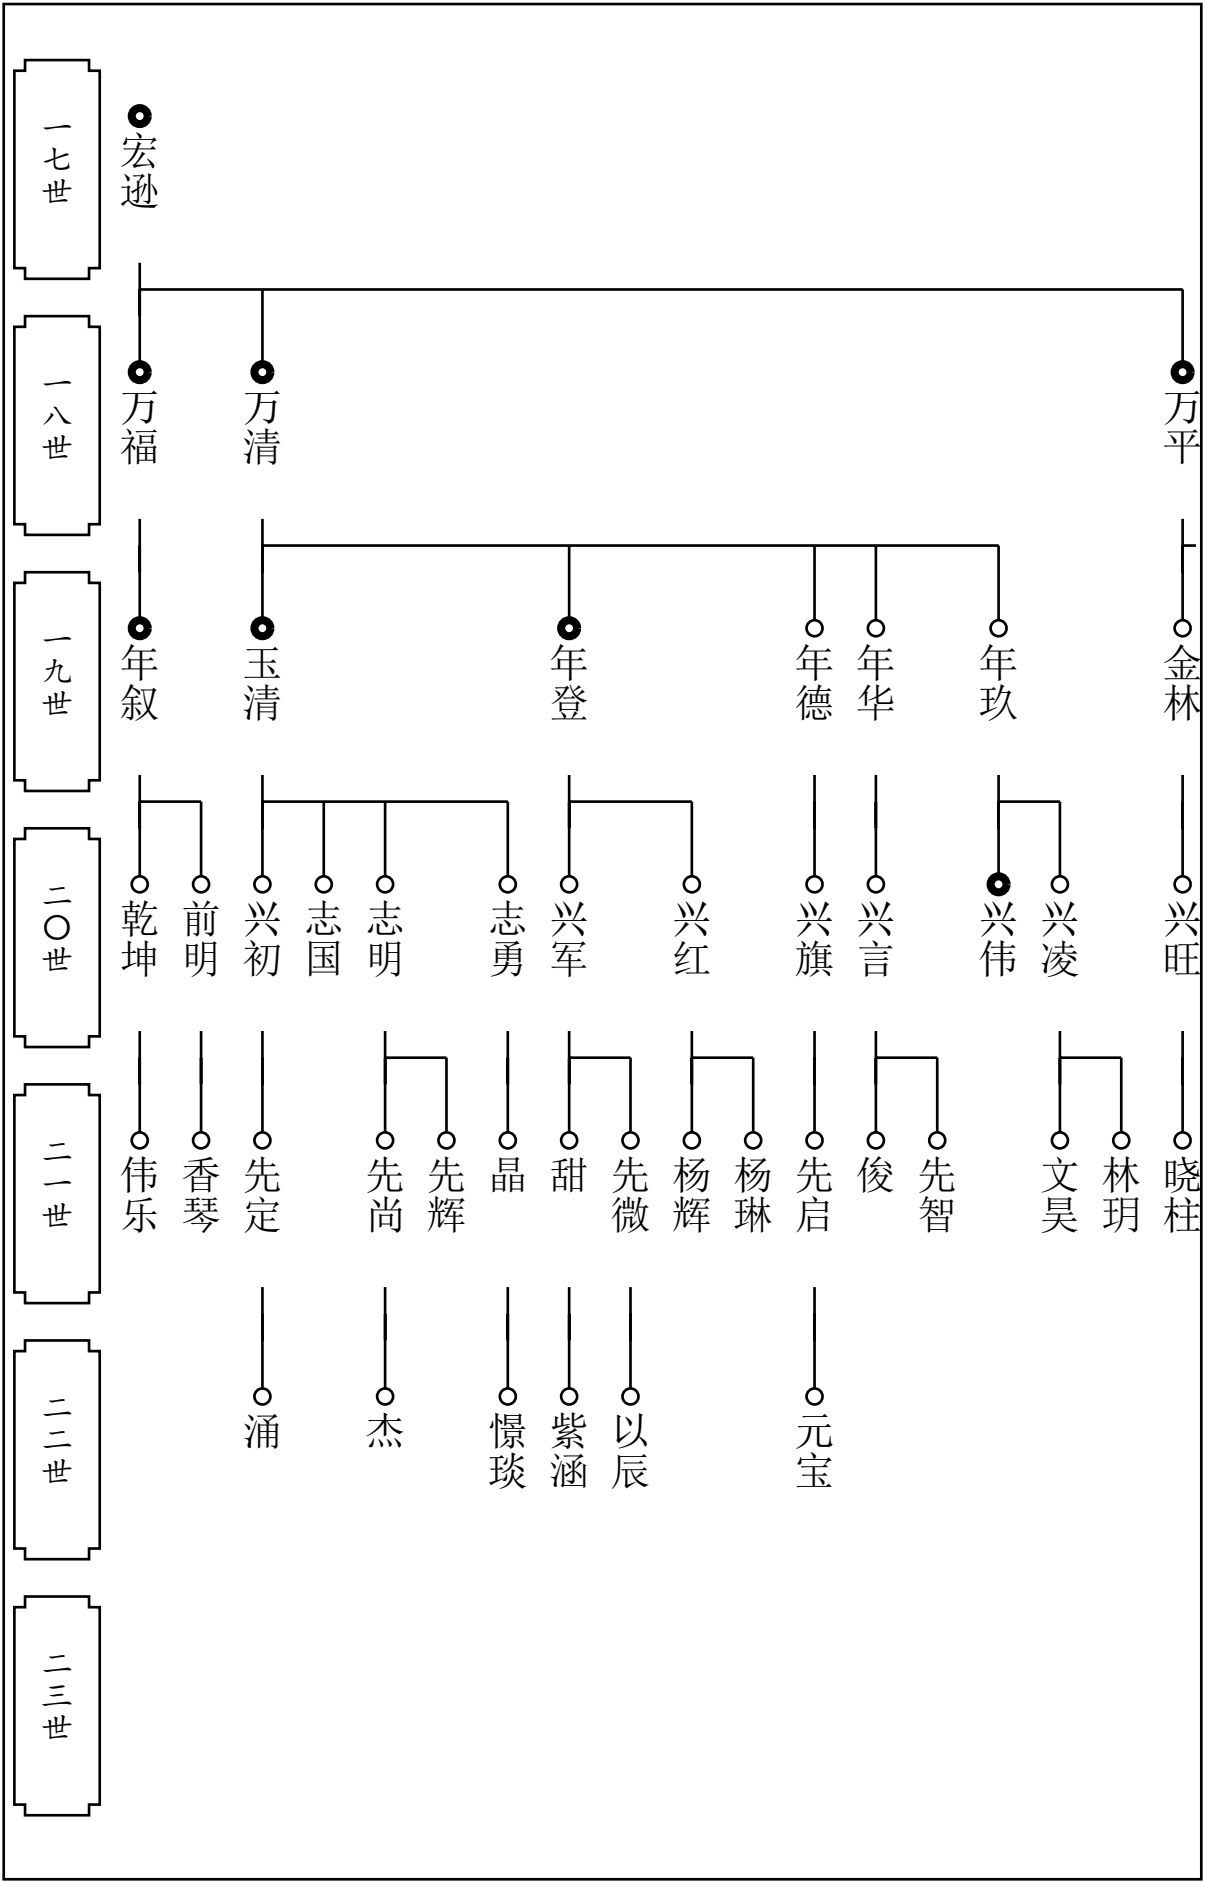 一七世
宏逊
一八世
万福
万清
万平
一九世
年叙
玉清
年登
年德
年华
年玖
金林
二〇世
乾坤
前明
兴初
志国
志明
志勇
兴军
兴红
兴旗
兴言
兴伟
兴凌
兴旺
二一世
伟乐
香琴
先定
先尚
先辉
晶
甜
先微
杨辉
杨琳
先启
俊
先智
文昊
林玥
晓柱
二二世
涌
杰
憬琰
紫涵
以辰
元宝
二三世